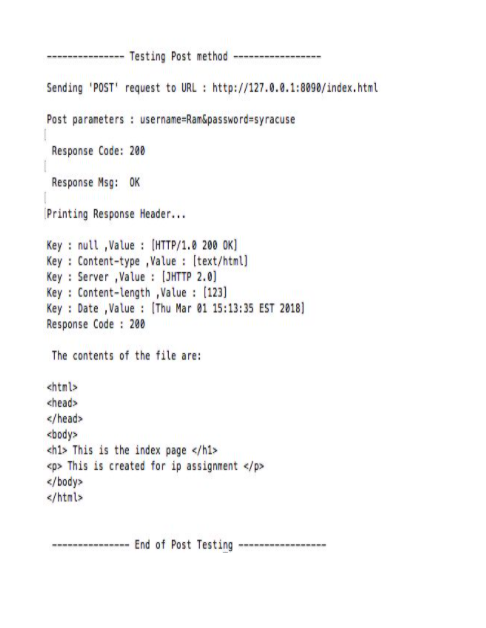 --------------- Testing Post method -----------------
Sending 'POST' request to URL : http://127.0.0.1:8090/index.html
Post parameters : username=Ram&password=syracuse
Response Code: 200
Response Msg:  OK
Printing Response Header...
Key : null ,Value : [HTTP/1.0 200 OK]
Key : Content-type ,Value : [text/html]
Key : Server ,Value : [JHTTP 2.0]
Key : Content-length ,Value : [123]
Key : Date ,Value : [Thu Mar 01 15:13:35 EST 2018]
Response Code : 200
The contents of the file are:
<html>
<head>
</head>
<body>
<h1> This is the index page </h1>
<p> This is created for ip assignment </p>
</body>
</html>
--------------- End of Post Testing -----------------